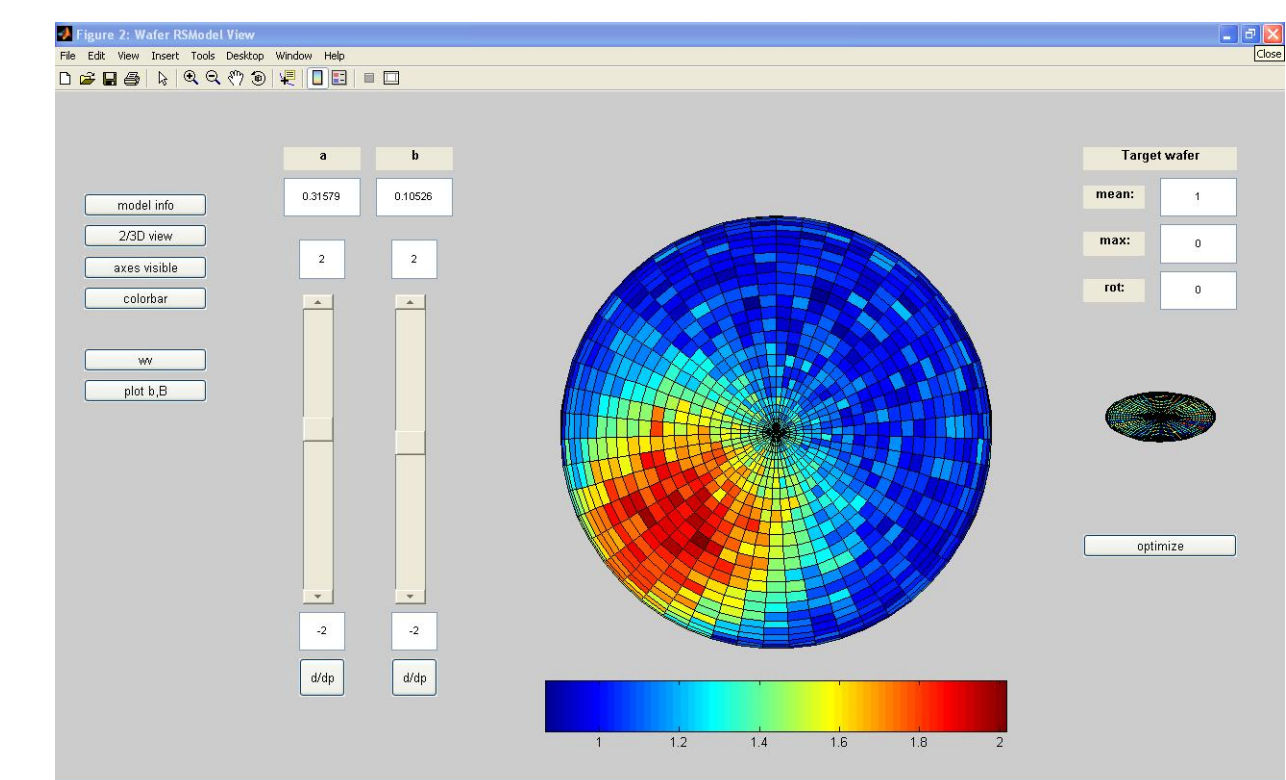 Figure 2: Wafer RSModel View
File Edit View Insert Tools Desktop Window Help
Close
a b Target wafer
model info 0.31579 0.10526 mean: 1
2/3D view
axes visible 2 2 max: 0
colorbar rot: 0
wv
plot b,B
optimize
-2 -2
d/dp d/dp
1 1.2 1.4 1.6 1.8 2